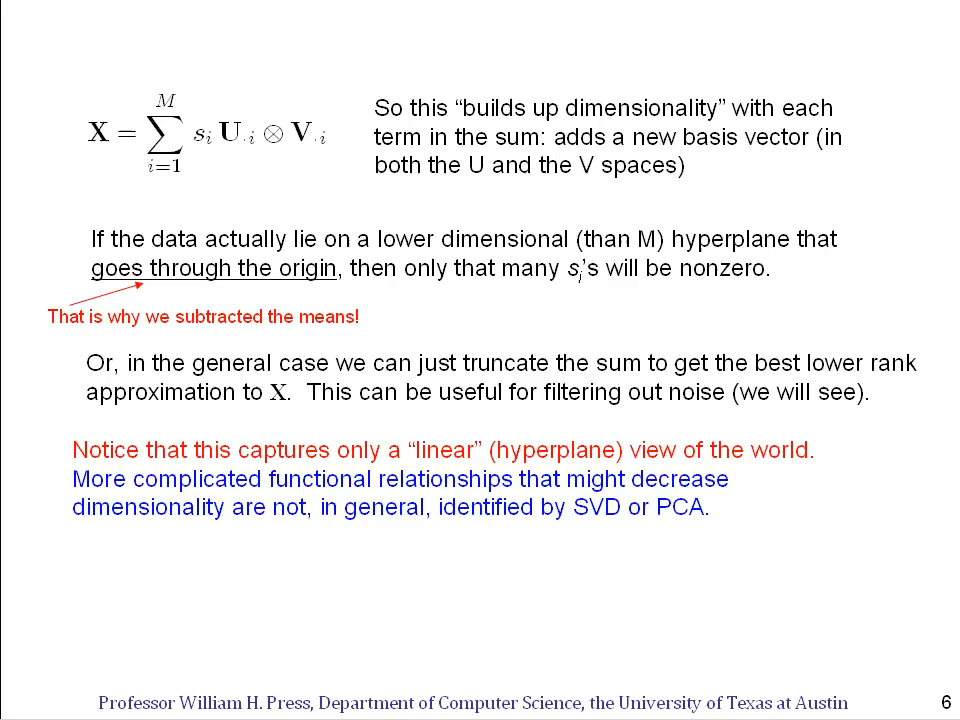 X = \sum_{i=1}^{M} s_i U_{·i} ⊗ V_{·i}
So this “builds up dimensionality” with each
term in the sum: adds a new basis vector (in
both the U and the V spaces)
If the data actually lie on a lower dimensional (than M) hyperplane that
goes through the origin, then only that many s_i’s will be nonzero.
That is why we subtracted the means!
Or, in the general case we can just truncate the sum to get the best lower rank
approximation to X. This can be useful for filtering out noise (we will see).
Notice that this captures only a “linear” (hyperplane) view of the world.
More complicated functional relationships that might decrease
dimensionality are not, in general, identified by SVD or PCA.
Professor William H. Press, Department of Computer Science, the University of Texas at Austin
6